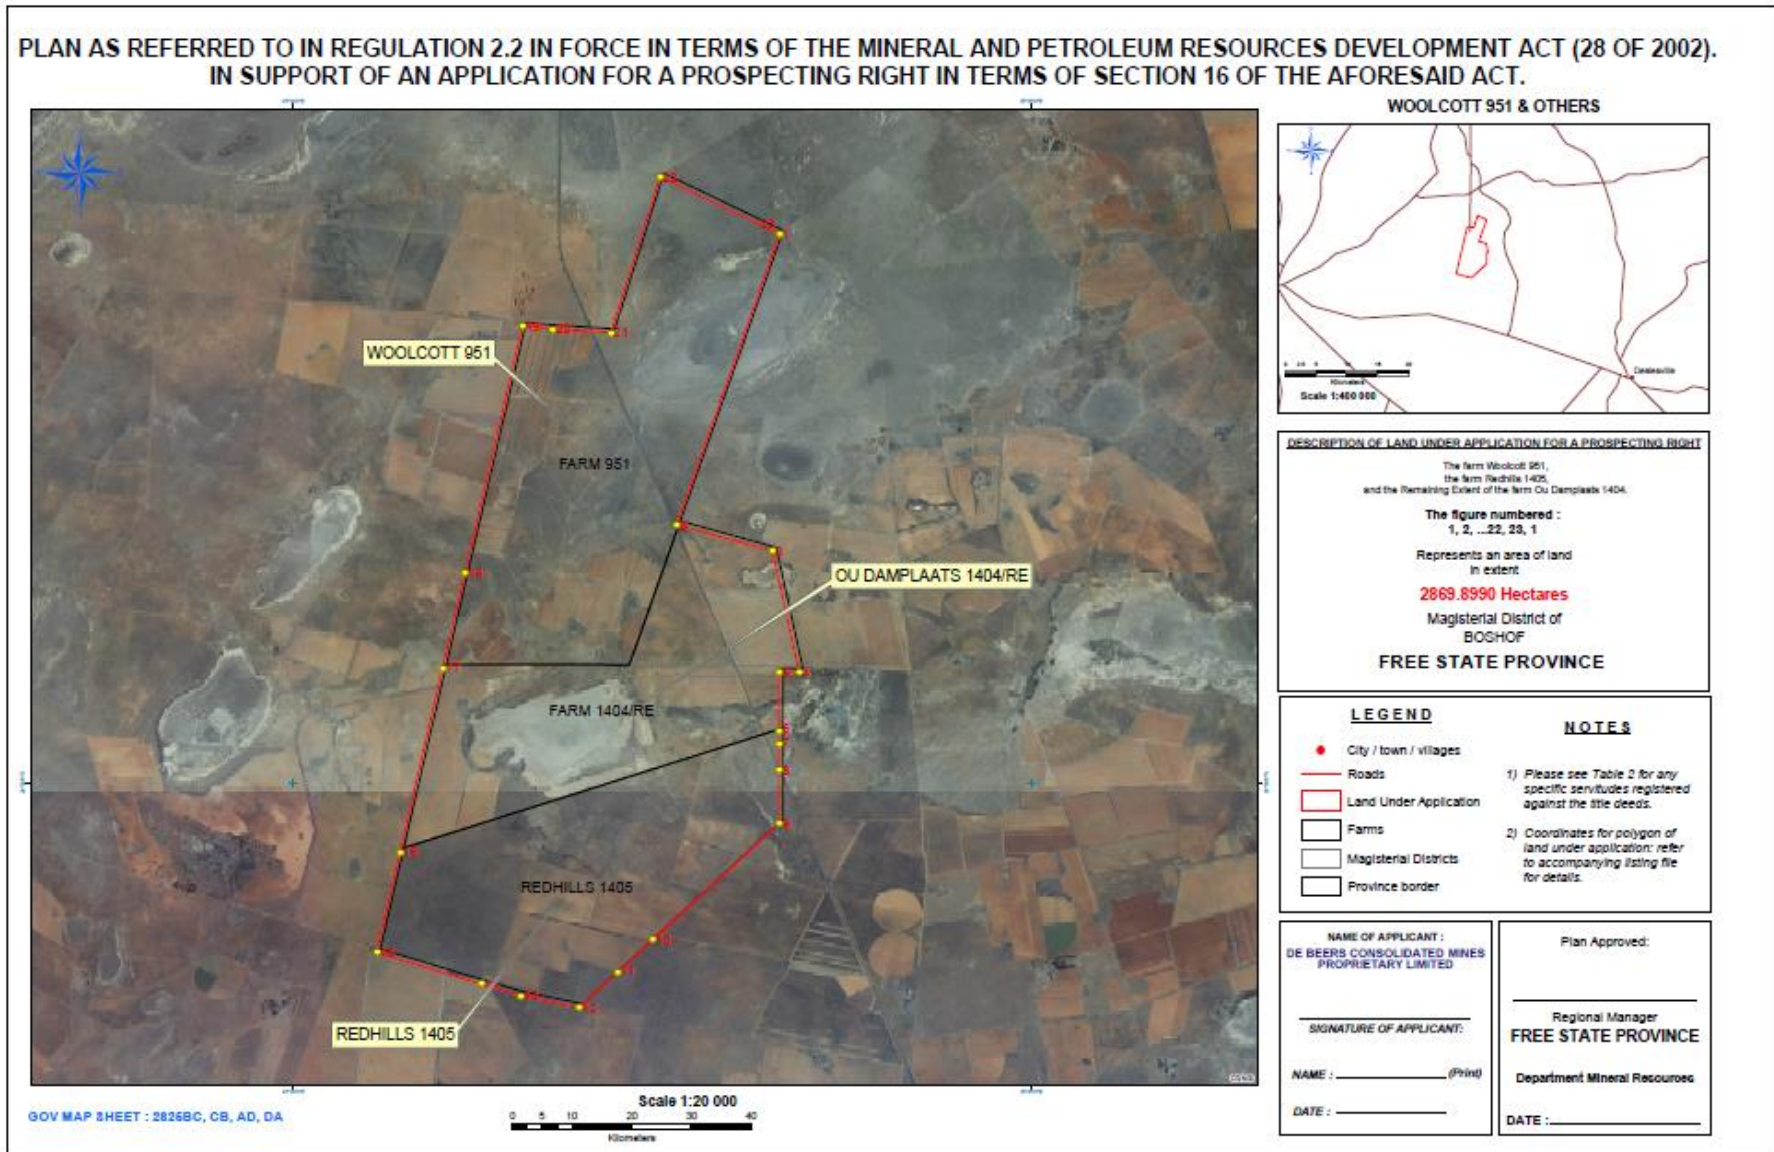 PLAN AS REFERRED TO IN REGULATION 2.2 IN FORCE IN TERMS OF THE MINERAL AND PETROLEUM RESOURCES DEVELOPMENT ACT (28 OF 2002).
IN SUPPORT OF AN APPLICATION FOR A PROSPECTING RIGHT IN TERMS OF SECTION 16 OF THE AFORESAID ACT.
WOOLCOTT 951 & OTHERS
WOOLCOTT 951
FARM 951
OU DAMPLAATS 1404/RE
FARM 1404/RE
REDHILLS 1405
REDHILLS 1405
GOV MAP SHEET : 2825BC, CB, AD, DA
Scale 1:20 000
0 5 10 20 30 40
Kilometers
Dealesville
Kilometers
Scale 1:400 000
DESCRIPTION OF LAND UNDER APPLICATION FOR A PROSPECTING RIGHT
The farm Woolcott 951,
the farm Redhills 1405,
and the Remaining Extent of the farm Ou Damplaats 1404.
The figure numbered :
1, 2, ...22, 23, 1
Represents an area of land
in extent
2869.8990 Hectares
Magisterial District of
BOSHOF
FREE STATE PROVINCE
LEGEND
City / town / villages
Roads
Land Under Application
Farms
Magisterial Districts
Province border
NOTES
1) Please see Table 2 for any
specific servitudes registered
against the title deeds.
2) Coordinates for polygon of
land under application: refer
to accompanying listing file
for details.
NAME OF APPLICANT :
DE BEERS CONSOLIDATED MINES
PROPRIETARY LIMITED
SIGNATURE OF APPLICANT:
NAME : (Print)
DATE :
Plan Approved:
Regional Manager
FREE STATE PROVINCE
Department Mineral Resources
DATE :